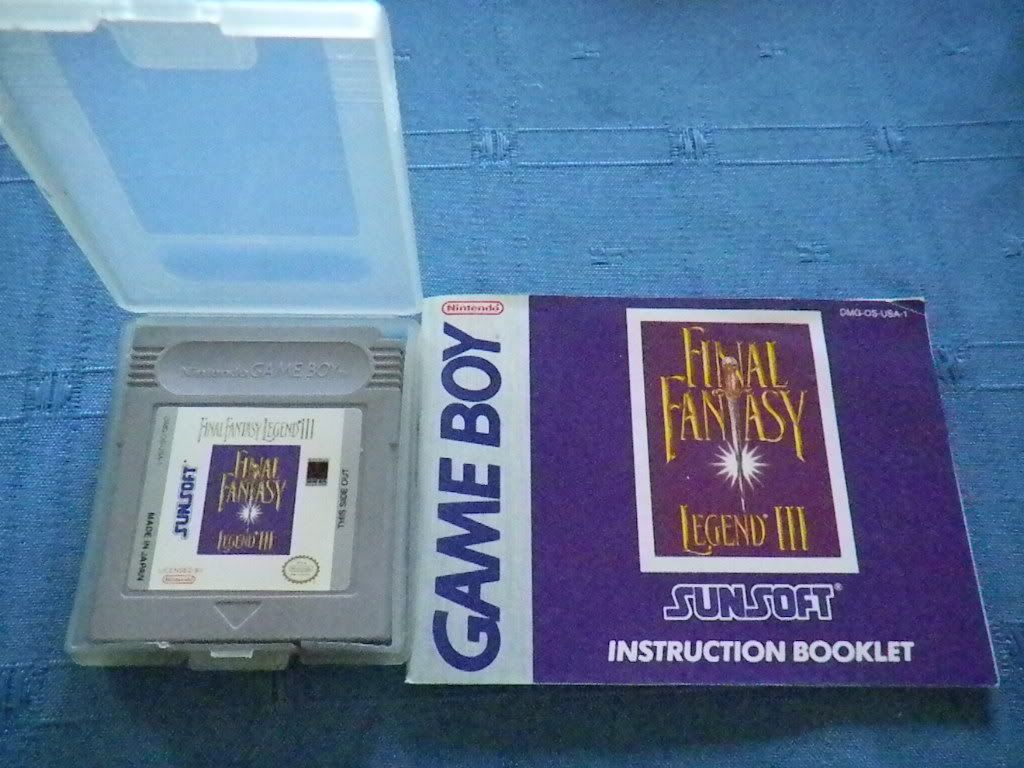 Nintendo GAME BOY
FINAL FANTASY LEGEND III
SUNSOFT
FINAL
FANTASY
LEGEND III
THIS SIDE OUT
MADE IN JAPAN
LICENSED BY
Nintendo
Nintendo
GAME BOY
DMG-OS-USA-1
FINAL
FANTASY
LEGEND® III
SUNSOFT®
INSTRUCTION BOOKLET